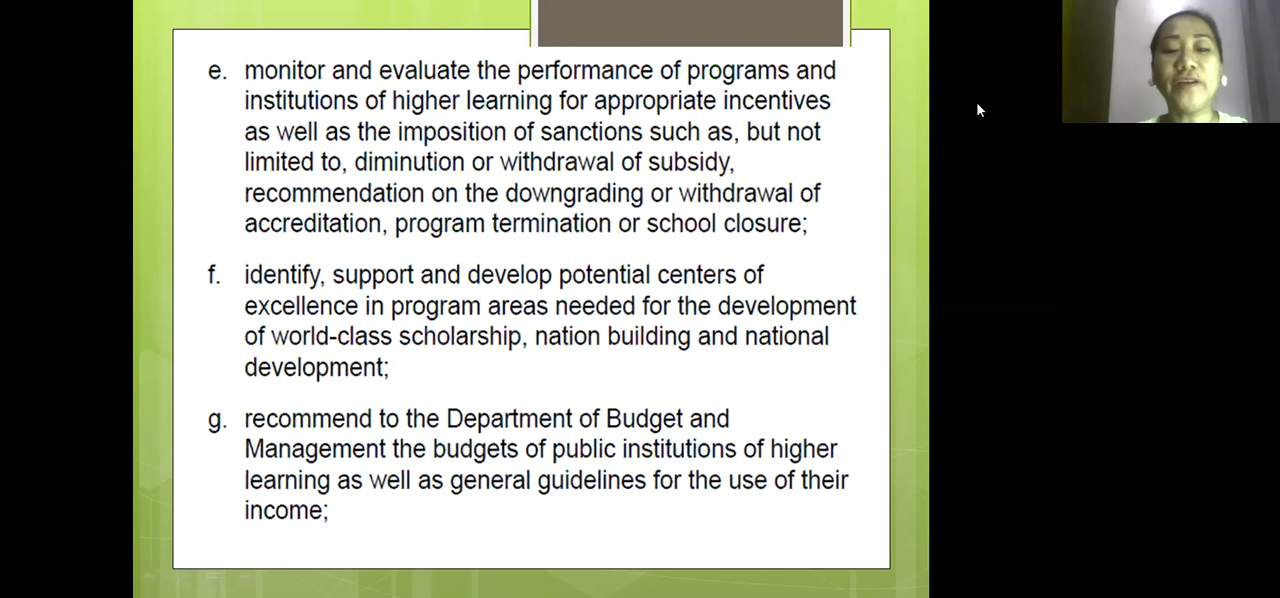 e. monitor and evaluate the performance of programs and
institutions of higher learning for appropriate incentives
as well as the imposition of sanctions such as, but not
limited to, diminution or withdrawal of subsidy,
recommendation on the downgrading or withdrawal of
accreditation, program termination or school closure;
f. identify, support and develop potential centers of
excellence in program areas needed for the development
of world-class scholarship, nation building and national
development;
g. recommend to the Department of Budget and
Management the budgets of public institutions of higher
learning as well as general guidelines for the use of their
income;